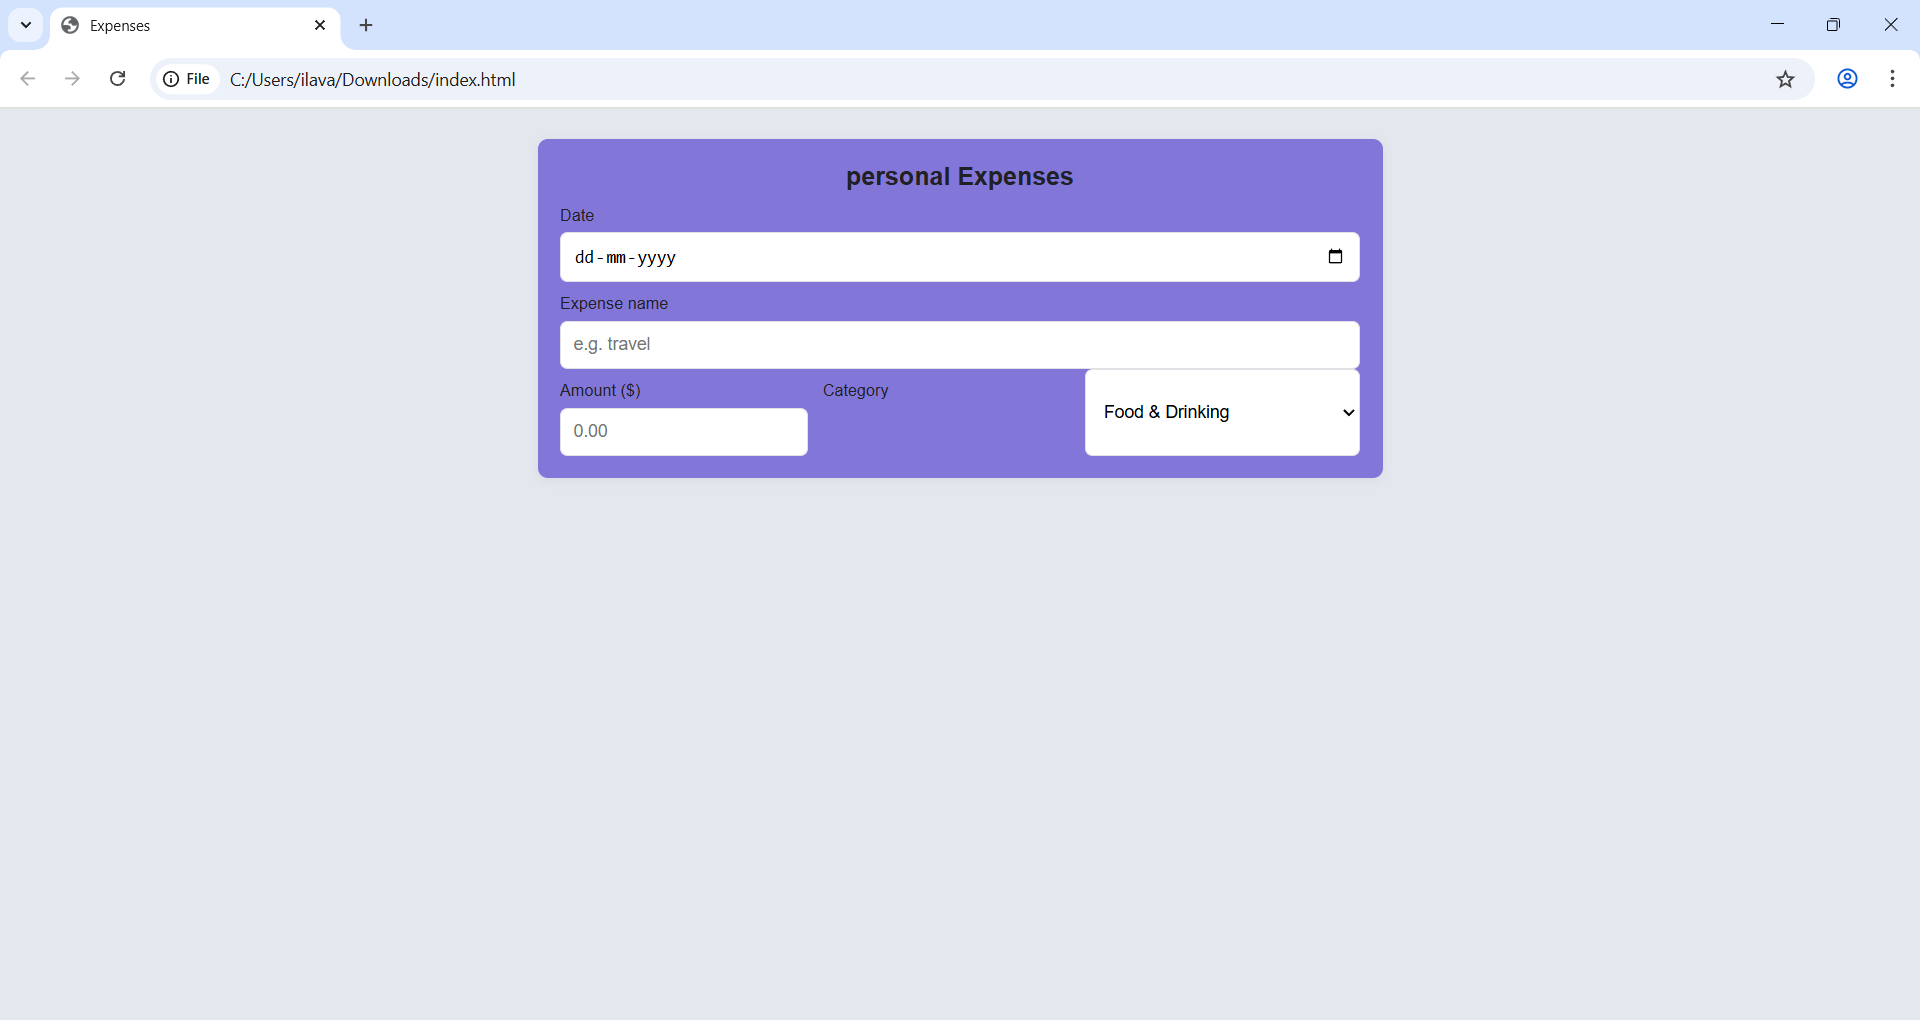 Expenses
File C:/Users/ilava/Downloads/index.html
personal Expenses
Date
dd-mm-yyyy
Expense name
e.g. travel
Amount ($) Category
Food & Drinking
0.00